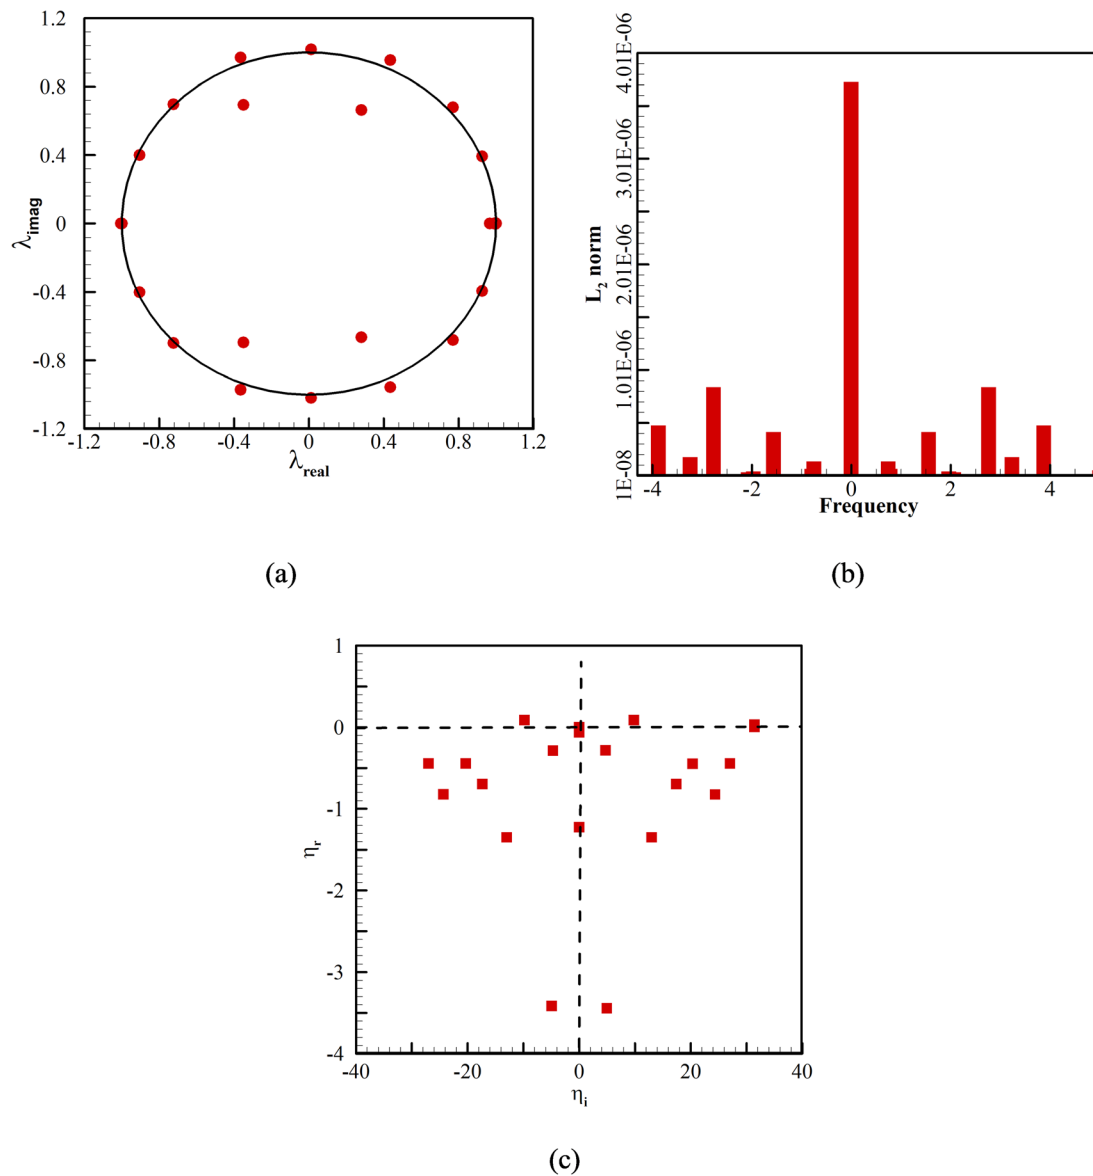 1.2
0.8
0.4
0
-0.4
-0.8
-1.2
λimag
-1.2 -0.8 -0.4 0 0.4 0.8 1.2
λreal
(a)
4.01E-06
3.01E-06
2.01E-06
1.01E-06
1E-08
L2 norm
-4 -2 0 2 4
Frequency
(b)
1
0
-1
-2
-3
-4
ηr
-40 -20 0 20 40
ηi
(c)